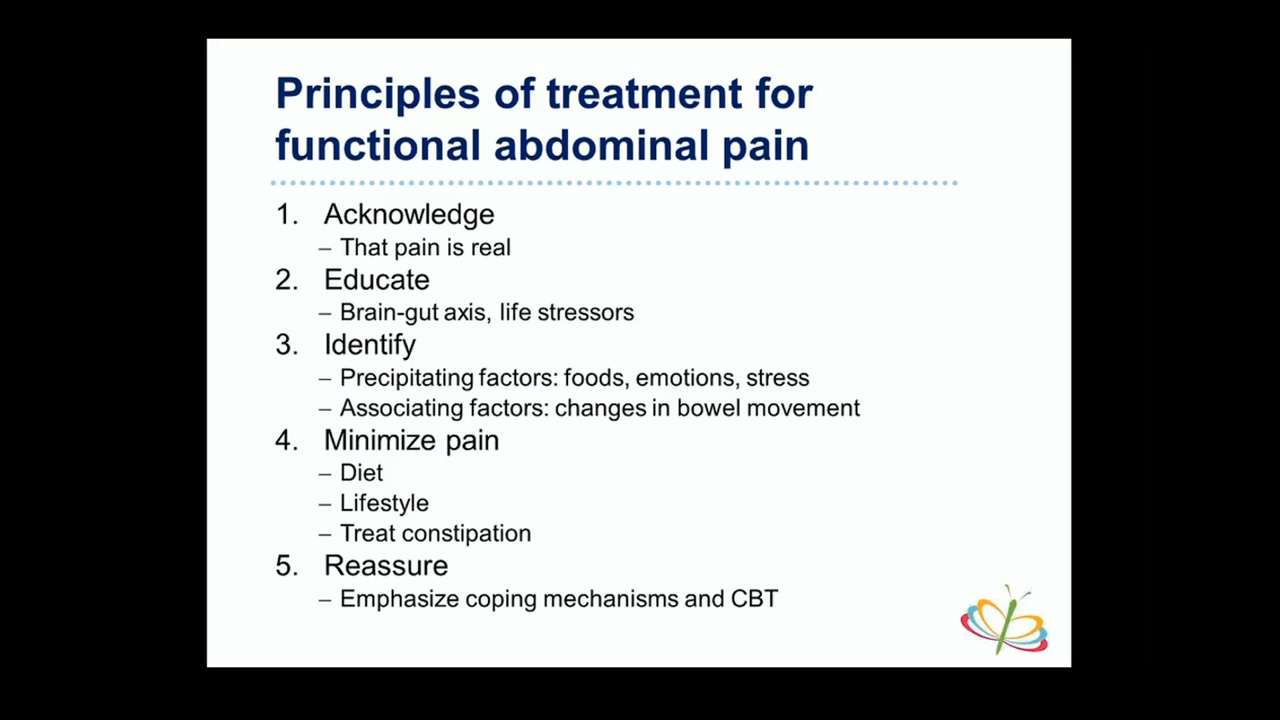 Principles of treatment for
functional abdominal pain
1. Acknowledge
– That pain is real
2. Educate
– Brain-gut axis, life stressors
3. Identify
– Precipitating factors: foods, emotions, stress
– Associating factors: changes in bowel movement
4. Minimize pain
– Diet
– Lifestyle
– Treat constipation
5. Reassure
– Emphasize coping mechanisms and CBT